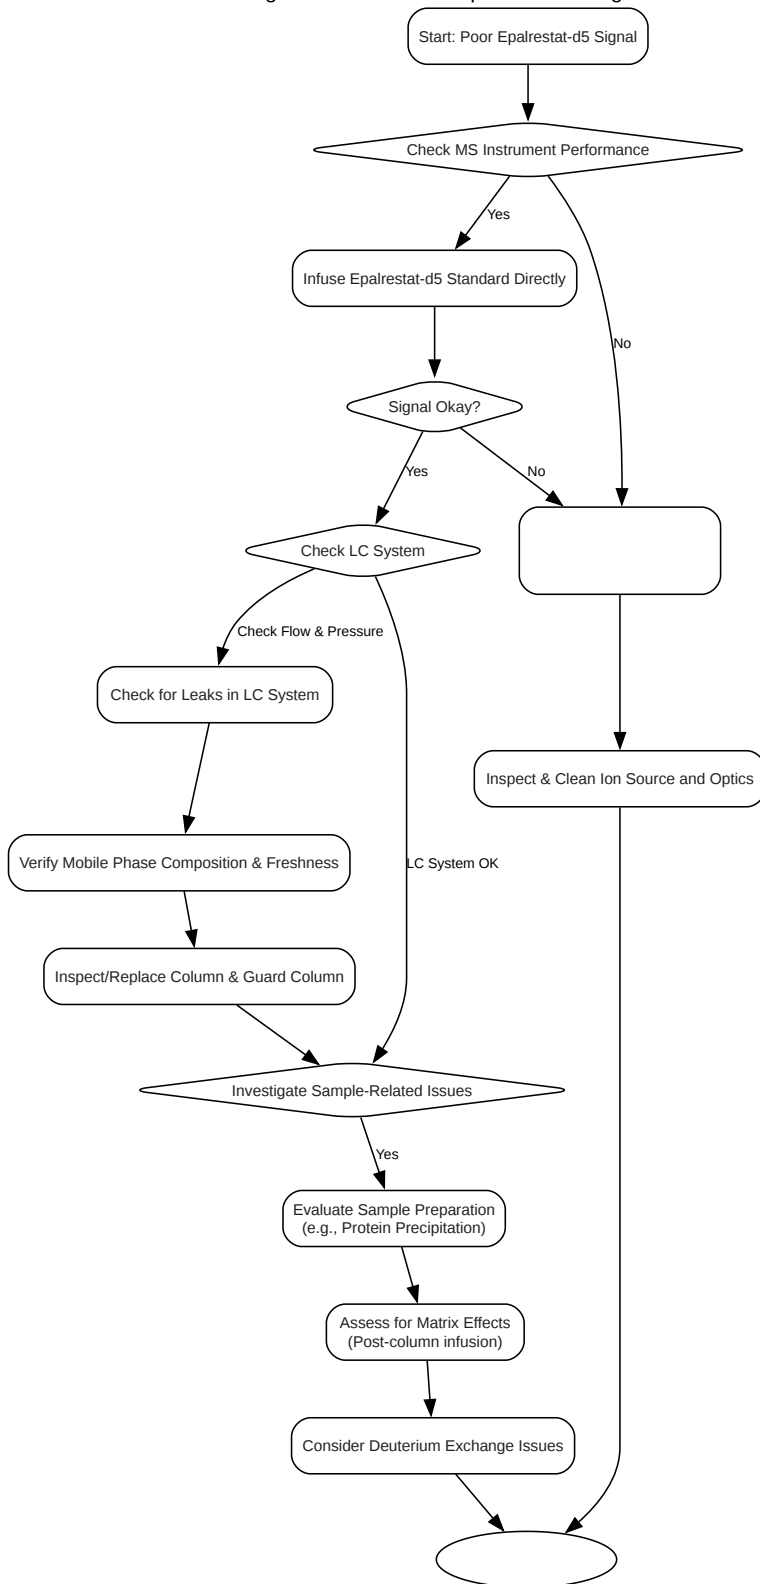 Start: Poor Epalrestat-d5 Signal
Check MS Instrument Performance
Yes
Infuse Epalrestat-d5 Standard Directly
No
Signal Okay?
Yes
No
Check LC System
Check Flow & Pressure
Check for Leaks in LC System
Inspect & Clean Ion Source and Optics
Verify Mobile Phase Composition & Freshness
LC System OK
Inspect/Replace Column & Guard Column
Investigate Sample-Related Issues
Yes
Evaluate Sample Preparation
(e.g., Protein Precipitation)
Assess for Matrix Effects
(Post-column infusion)
Consider Deuterium Exchange Issues